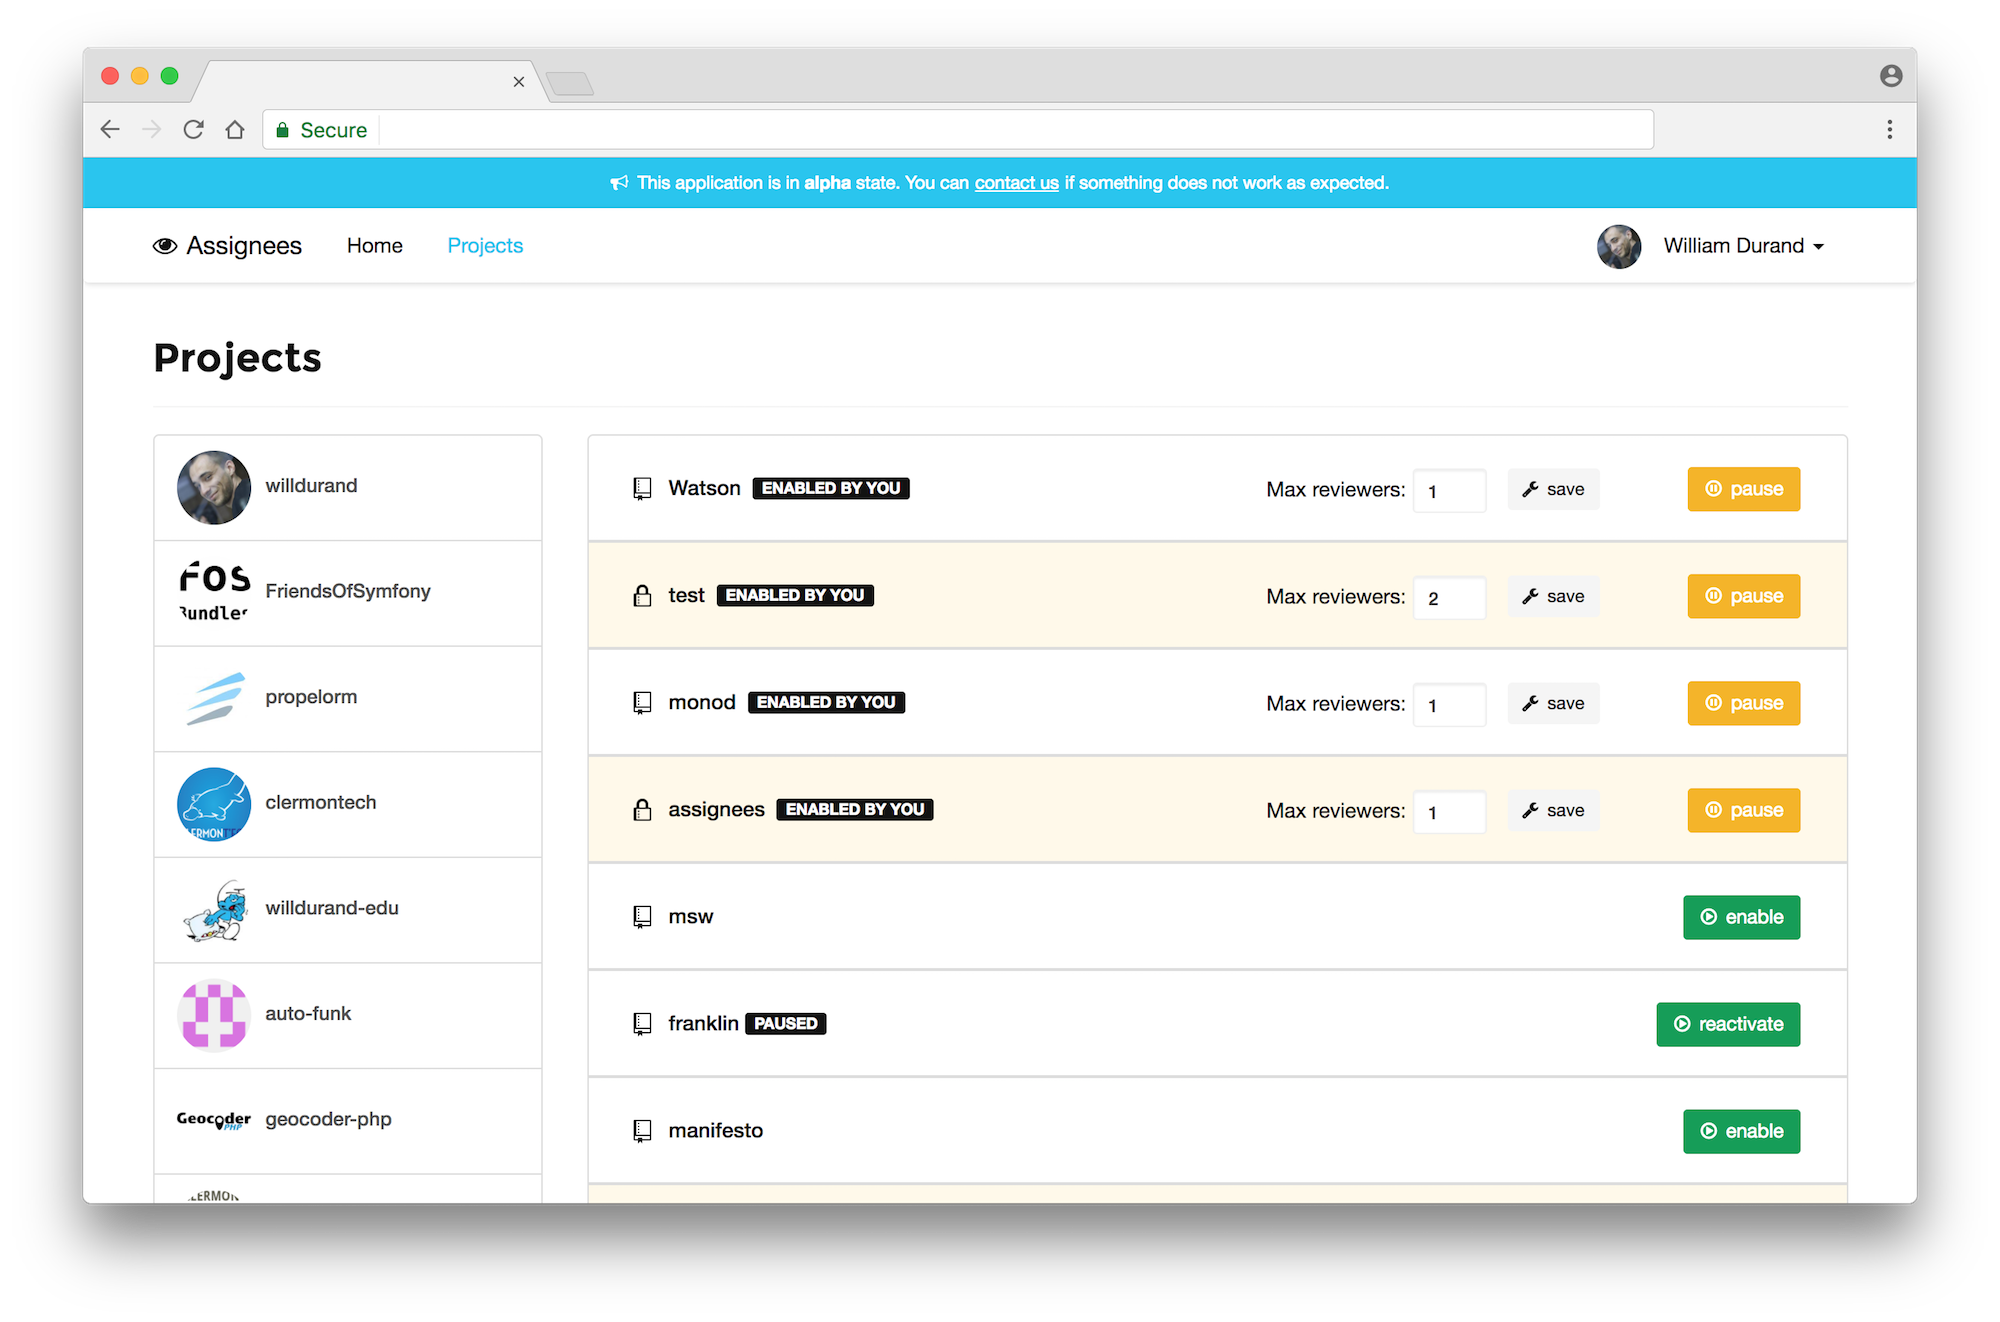 Secure
This application is in alpha state. You can contact us if something does not work as expected.
Assignees Home Projects William Durand
Projects
willdurand
FOS
Bundles
FriendsOfSymfony
propelorm
clermontech
willdurand-edu
auto-funk
Geocoder
PHP
geocoder-php
Watson ENABLED BY YOU Max reviewers: 1 save pause
test ENABLED BY YOU Max reviewers: 2 save pause
monod ENABLED BY YOU Max reviewers: 1 save pause
assignees ENABLED BY YOU Max reviewers: 1 save pause
msw enable
franklin PAUSED reactivate
manifesto enable